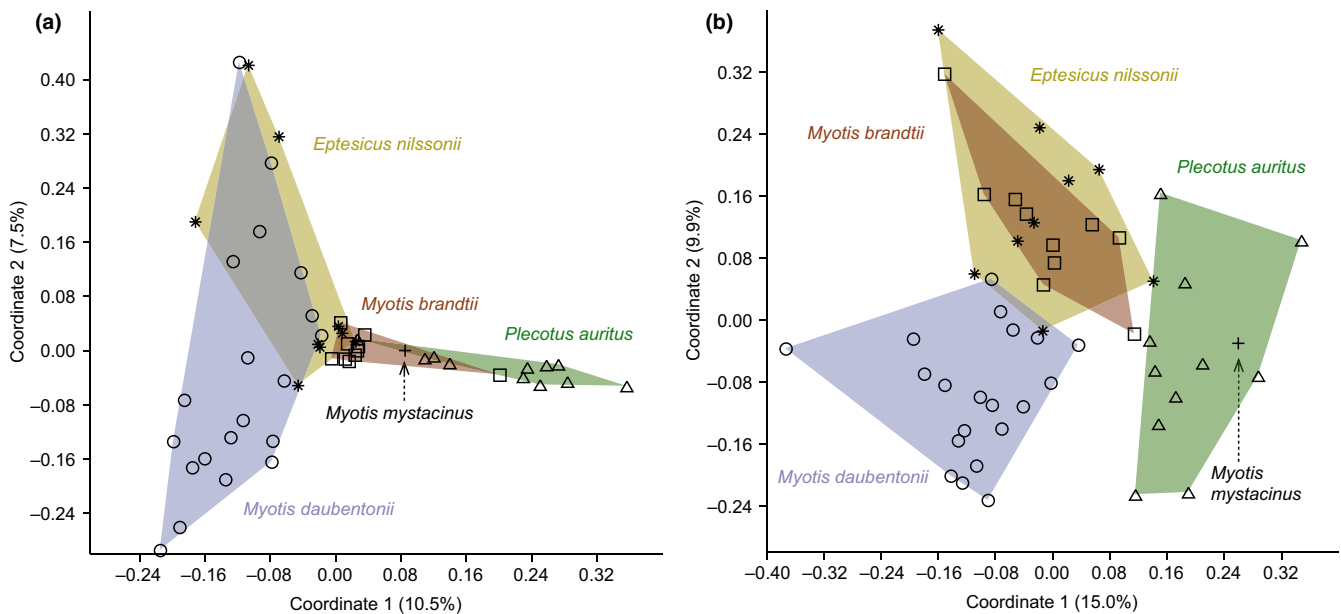 (a)
0.40
0.32
0.24
0.16
0.08
0.00
−0.08
−0.16
−0.24
Coordinate 2 (7.5%)
Eptesicus nilssonii
Myotis brandtii
Plecotus auritus
Myotis mystacinus
Myotis daubentonii
−0.24 −0.16 −0.08 0.00 0.08 0.16 0.24 0.32
Coordinate 1 (10.5%)
(b)
0.32
0.24
0.16
0.08
0.00
−0.08
−0.16
−0.24
Coordinate 2 (9.9%)
Eptesicus nilssonii
Myotis brandtii
Plecotus auritus
Myotis daubentonii
Myotis
mystacinus
−0.40 −0.32 −0.24 −0.16 −0.08 0.00 0.08 0.16 0.24 0.32
Coordinate 1 (15.0%)